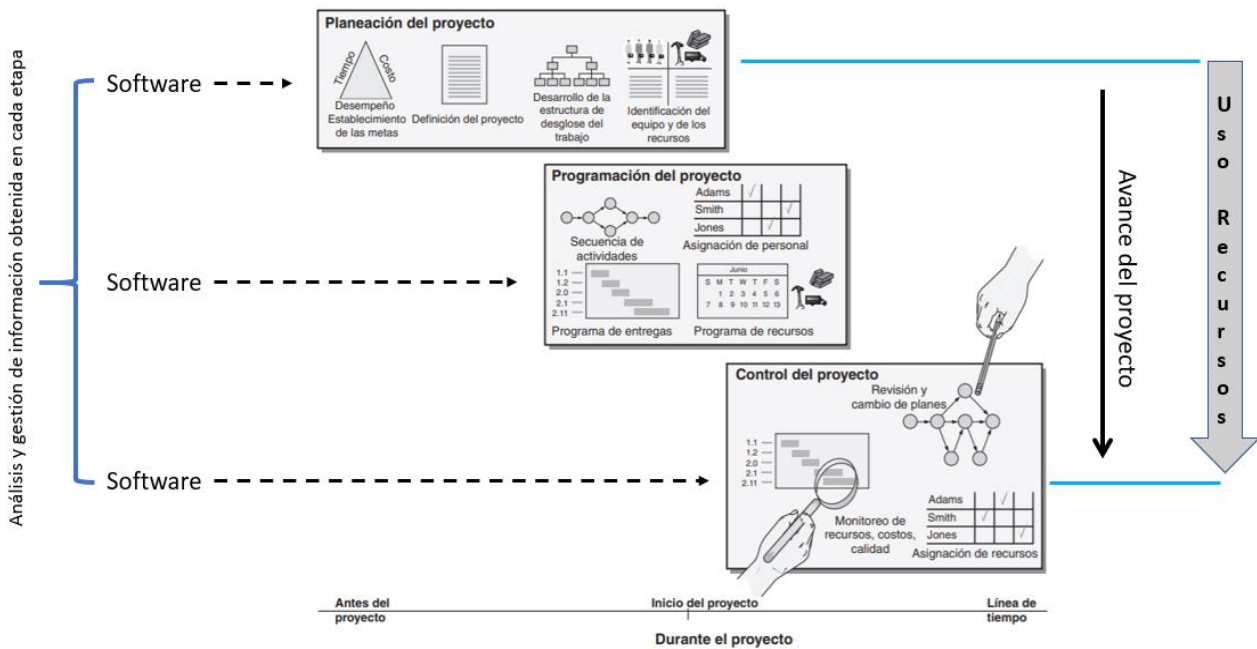 Análisis y gestión de información obtenida en cada etapa
Software
Software
Software
Planeación del proyecto
Tiempo
Costo
Desempeño
Establecimiento
de las metas
Definición del proyecto
Desarrollo de la
estructura de
desglose del
trabajo
Identificación del
equipo y de los
recursos
Programación del proyecto
Secuencia de
actividades
Adams
Smith
Jones
Asignación de personal
1.1
1.2
2.0
2.1
2.11
Programa de entregas
Junio
S M T W T F S
1 2 3 4 5 6
7 8 9 10 11 12 13
Programa de recursos
Control del proyecto
Revisión y
cambio de planes
1.1
1.2
2.0
2.1
2.11
Monitoreo de
recursos, costos,
calidad
Adams
Smith
Jones
Asignación de recursos
Avance del proyecto
Uso Recursos
Antes del
proyecto
Inicio del proyecto
Línea de
tiempo
Durante el proyecto